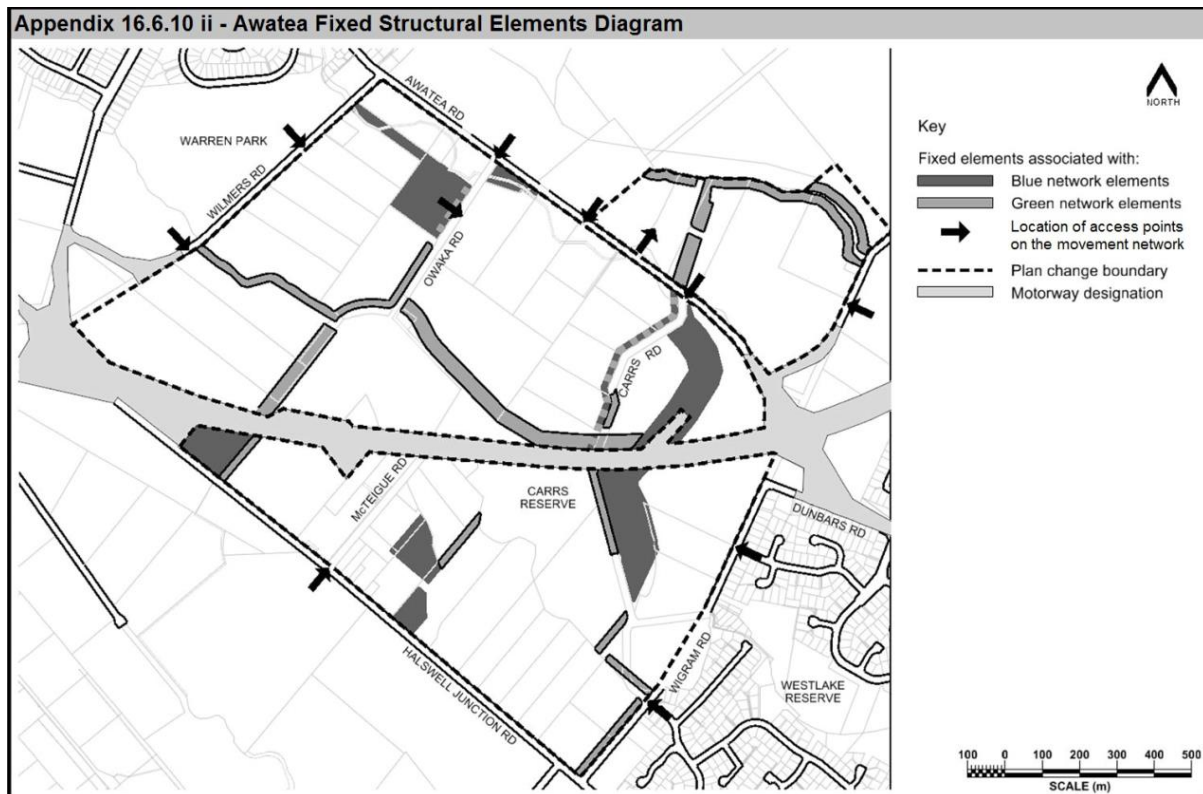 Appendix 16.6.10 ii - Awatea Fixed Structural Elements Diagram
AWATEA RD
WARREN PARK
WILMERS RD
OWAKA RD
CARRS RD
McTEIGUE RD
CARRS
RESERVE
DUNBARS RD
HALSWELL JUNCTION RD
WIGRAM RD
WESTLAKE
RESERVE
NORTH
Key
Fixed elements associated with:
Blue network elements
Green network elements
Location of access points
on the movement network
Plan change boundary
Motorway designation
100 0 100 200 300 400 500
SCALE (m)